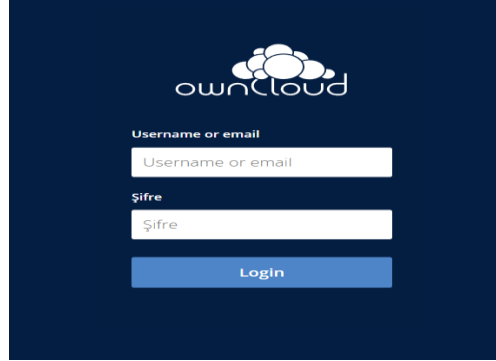 ownCloud
Username or email
Username or email
Şifre
Şifre
Login